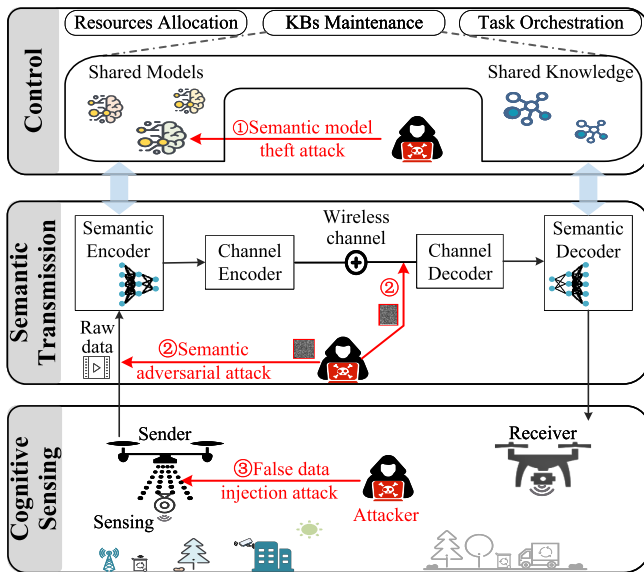 Resources Allocation
KBs Maintenance
Task Orchestration
Control
Shared Models
Shared Knowledge
①Semantic model
theft attack
Semantic
Transmission
Semantic
Encoder
Channel
Encoder
Wireless
channel
Channel
Decoder
Semantic
Decoder
②
Raw
data
②Semantic
adversarial attack
Cognitive
Sensing
Sender
Receiver
③False data
injection attack
Sensing
Attacker